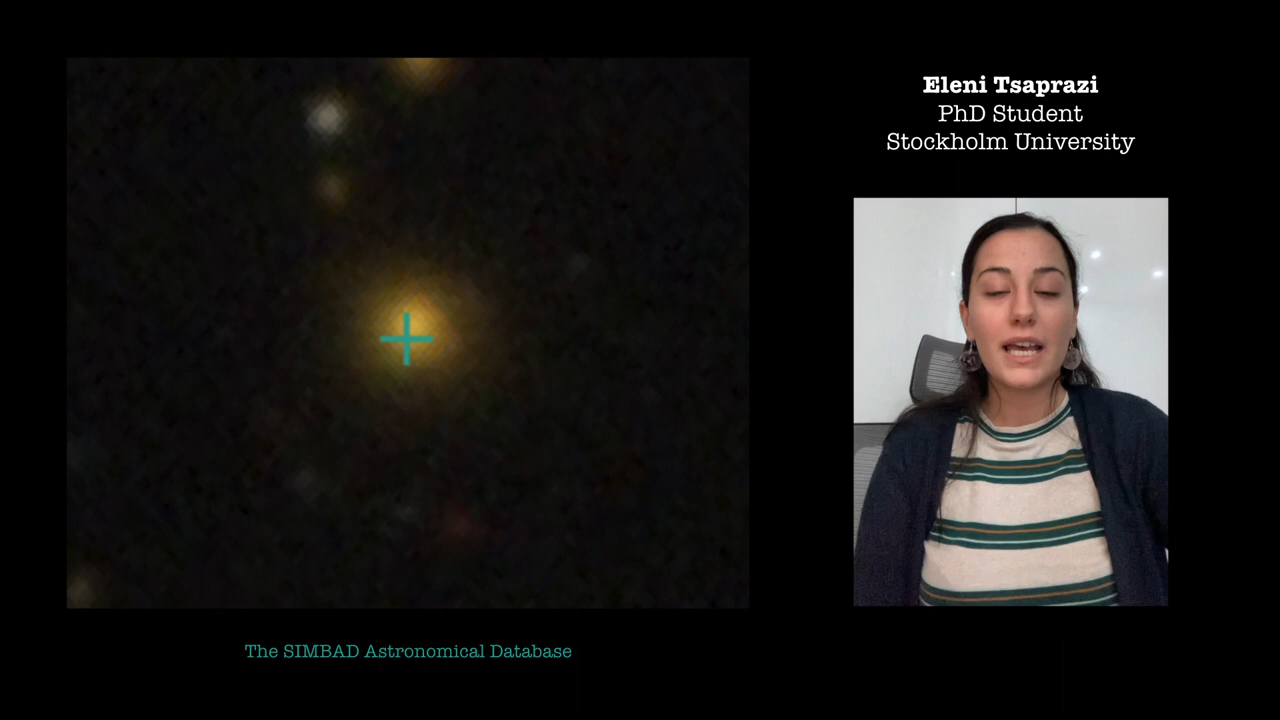 Eleni Tsaprazi
PhD Student
Stockholm University
The SIMBAD Astronomical Database